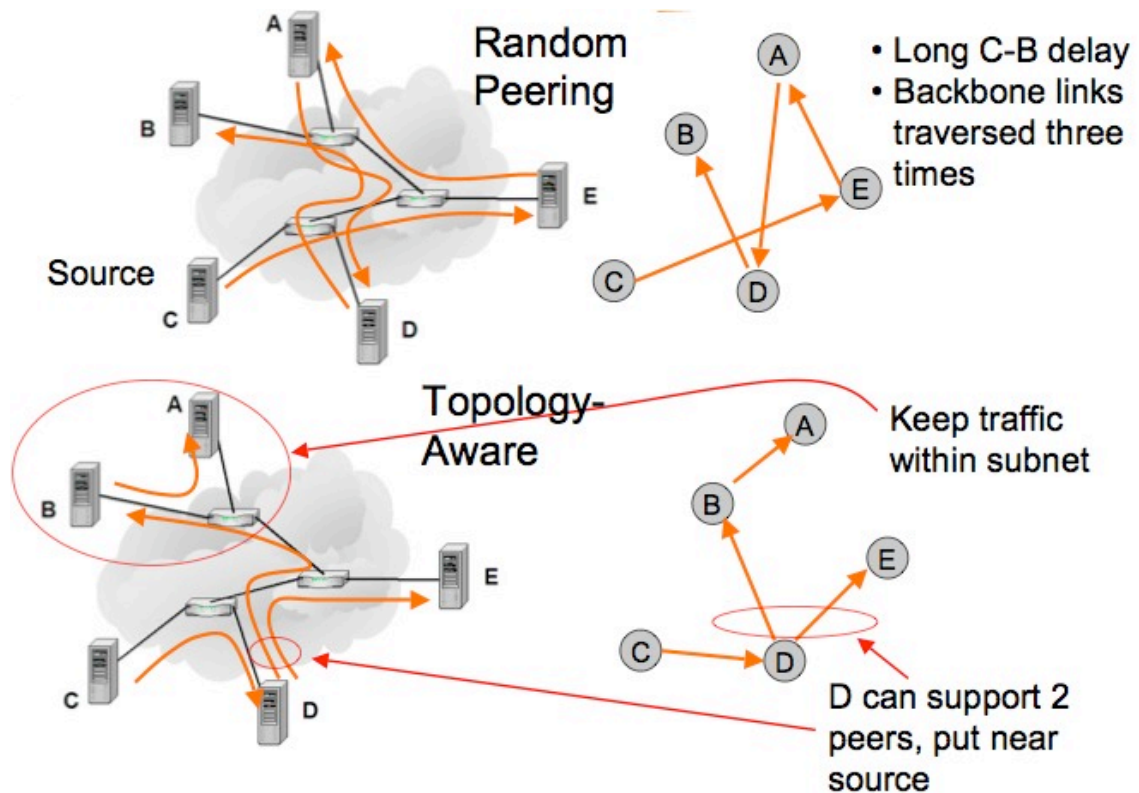 A
Random
Peering
B
E
Source
C
D
A
B
E
C
D
• Long C-B delay
• Backbone links
traversed three
times
A
Topology-
Aware
B
E
C
D
A
B
E
C
D
Keep traffic
within subnet
D can support 2
peers, put near
source